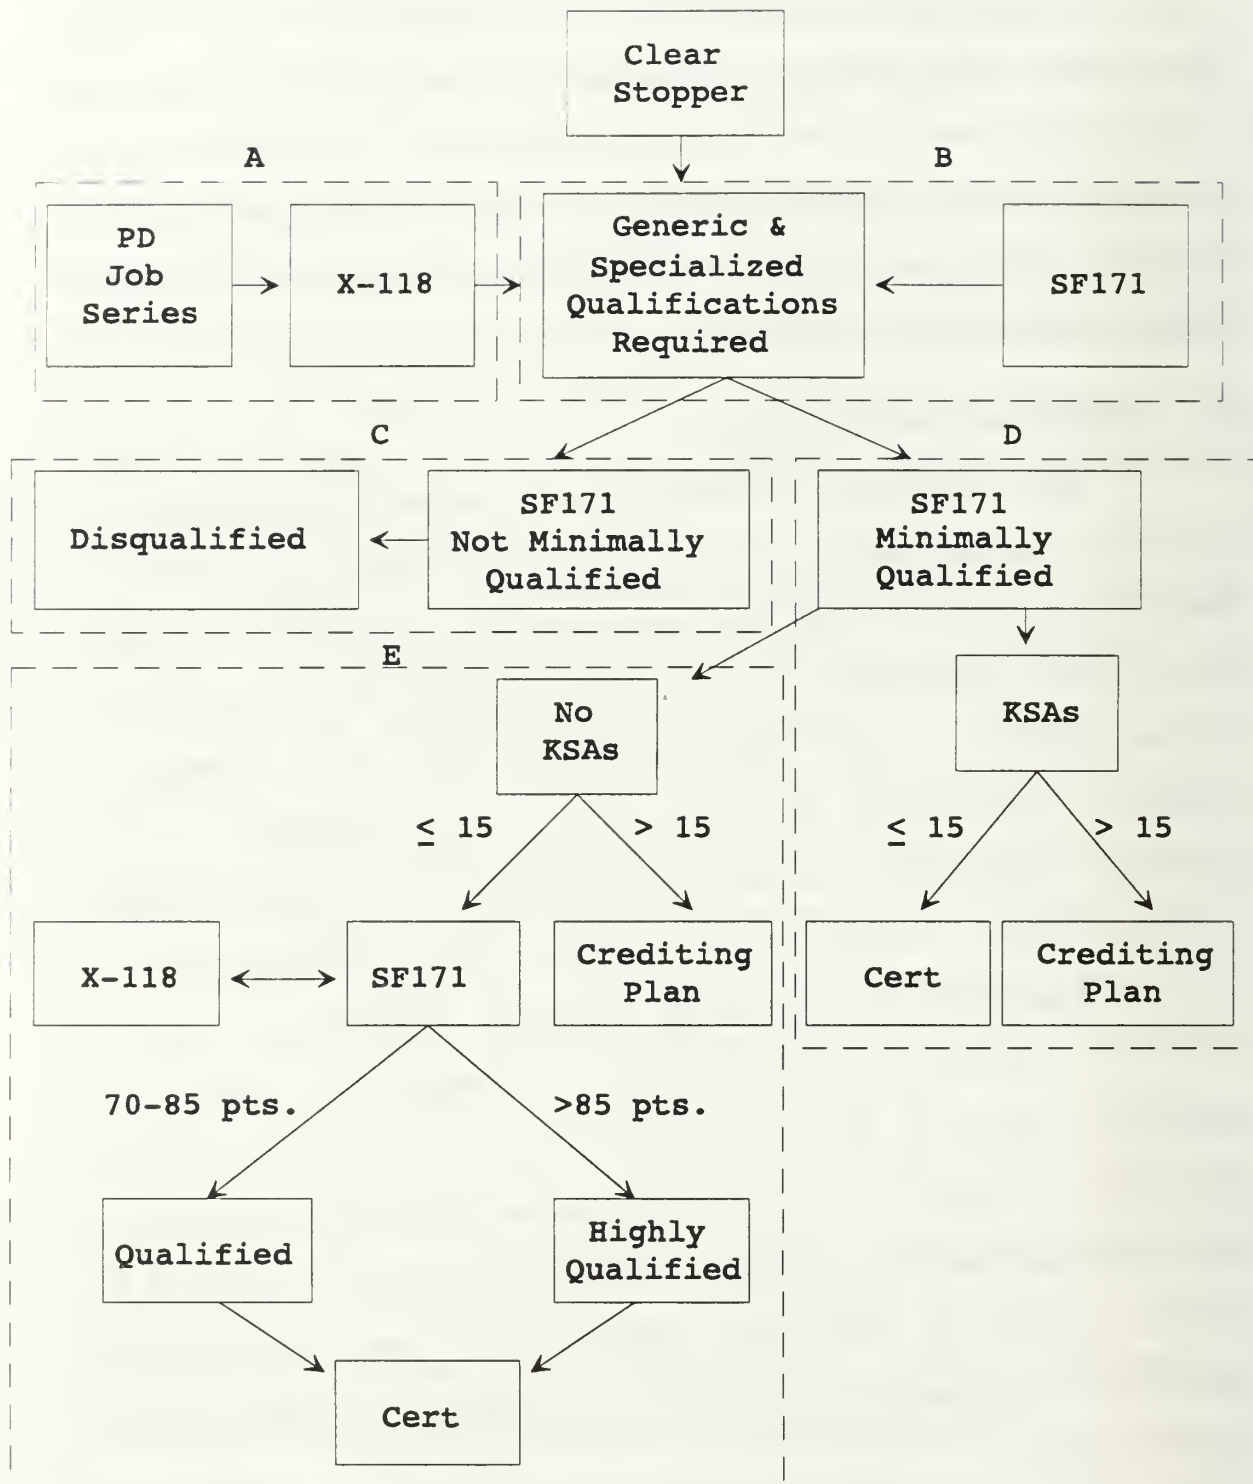 Clear
Stopper
A
B
PD
Job
Series
X-118
Generic &
Specialized
Qualifications
Required
SF171
C
D
Disqualified
SF171
Not Minimally
Qualified
SF171
Minimally
Qualified
E
No
KSAs
KSAs
≤ 15
> 15
≤ 15
> 15
X-118
SF171
Crediting
Plan
Cert
Crediting
Plan
70-85 pts.
>85 pts.
Qualified
Highly
Qualified
Cert